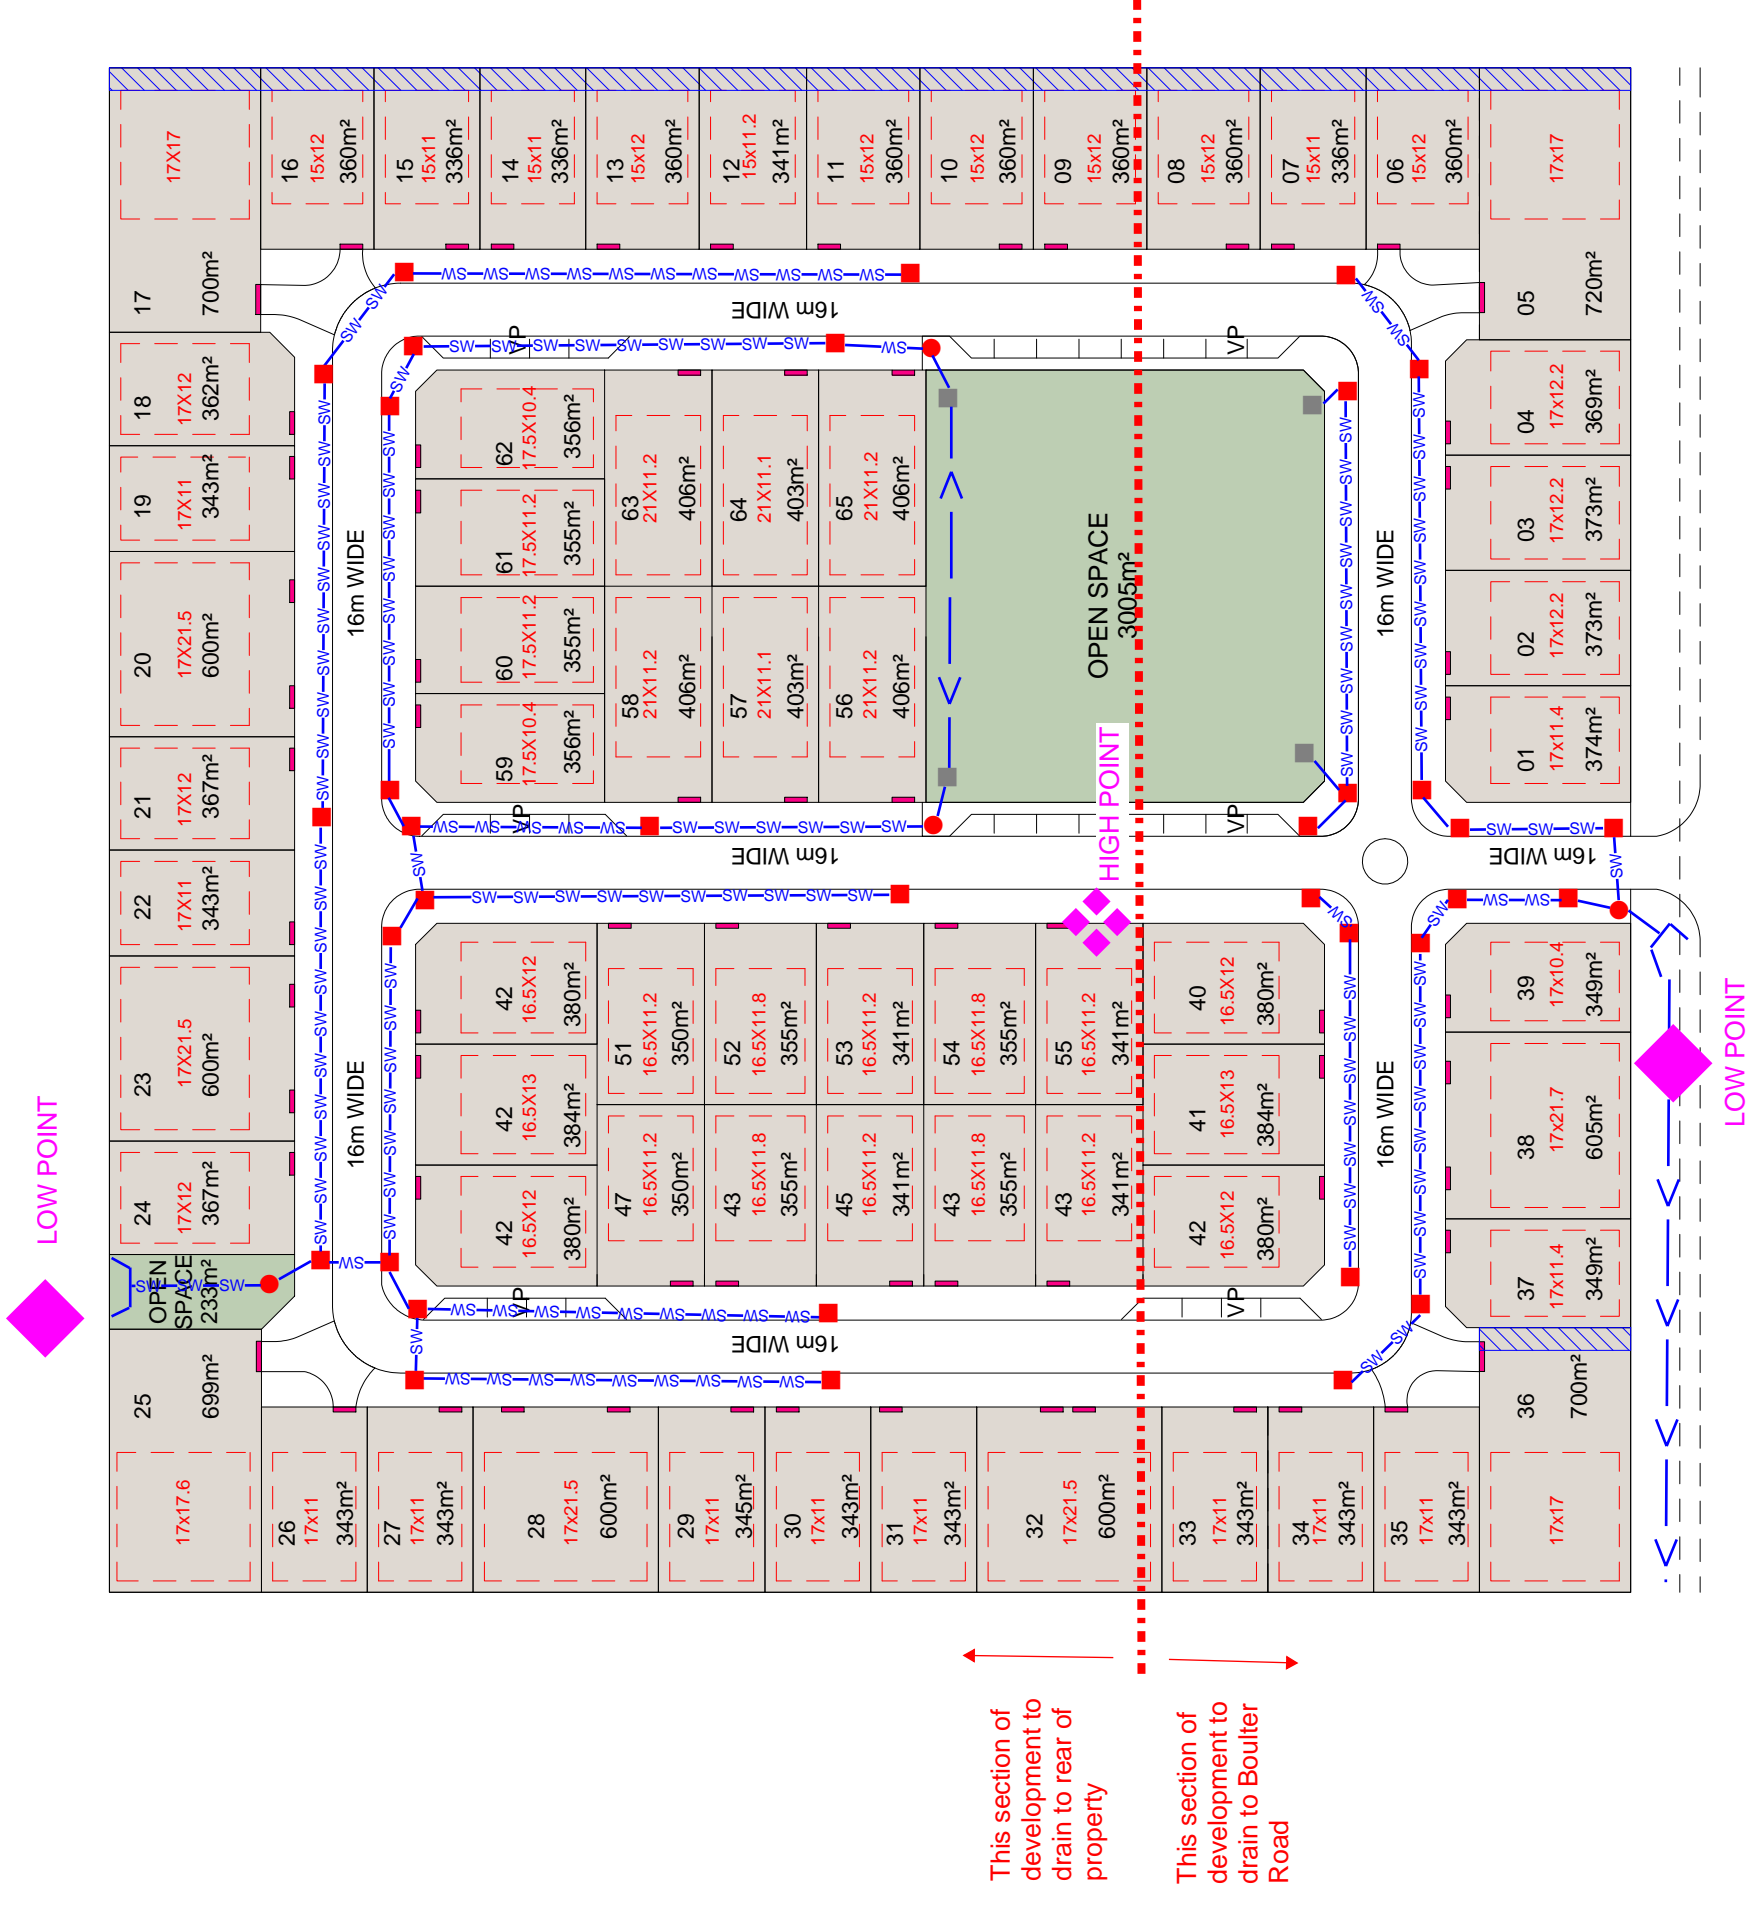 LOW POINT
17X17
17
700m²
16
15x12
360m²
15
15x11
336m²
14
15x11
336m²
13
15x12
360m²
12
15x11.2
341m²
11
15x12
360m²
10
15x12
360m²
09
15x12
360m²
08
15x12
360m²
07
15x11
336m²
06
15x12
360m²
17x17
05
720m²
18
17X12
362m²
19
17X11
343m²
20
17X21.5
600m²
21
17X12
367m²
22
17X11
343m²
23
17X21.5
600m²
24
17X12
367m²
OPEN
SPACE
233m²
25
699m²
17x17.6
16m WIDE
16m WIDE
16m WIDE
16m WIDE
16m WIDE
16m WIDE
16m WIDE
16m WIDE
VP
VP
VP
VP
VP
VP
62
17.5X10.4
356m²
61
17.5X11.2
355m²
60
17.5X11.2
355m²
59
17.5X10.4
356m²
63
21X11.2
406m²
64
21X11.1
403m²
65
21X11.2
406m²
58
21X11.2
406m²
57
21X11.1
403m²
56
21X11.2
406m²
OPEN SPACE
3005m²
HIGH POINT
04
17x12.2
369m²
03
17x12.2
373m²
02
17x12.2
373m²
01
17x11.4
374m²
42
16.5X12
380m²
42
16.5X13
384m²
42
16.5X12
380m²
51
16.5X11.2
350m²
52
16.5X11.8
355m²
53
16.5X11.2
341m²
54
16.5X11.8
355m²
55
16.5X11.2
341m²
47
16.5X11.2
350m²
43
16.5X11.8
355m²
45
16.5X11.2
341m²
43
16.5X11.8
355m²
43
16.5X11.2
341m²
40
16.5X12
380m²
41
16.5X13
384m²
42
16.5X12
380m²
39
17x10.4
349m²
38
17x21.7
605m²
37
17x11.4
349m²
36
700m²
17x17
26
17x11
343m²
27
17x11
343m²
28
17x21.5
600m²
29
17x11
345m²
30
17x11
343m²
31
17x11
343m²
32
17x21.5
600m²
33
17x11
343m²
34
17x11
343m²
35
17x11
343m²
LOW POINT
This section of
development to
drain to rear of
property
This section of
development to
drain to Boulter
Road
SW